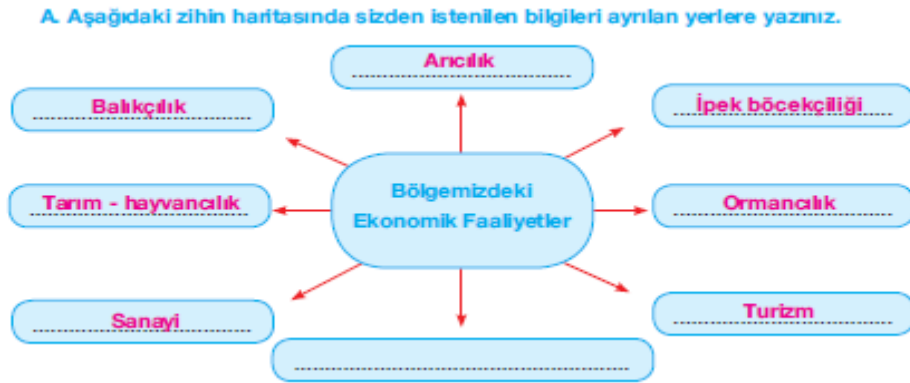 A. Aşağıdaki zihin haritasında sizden istenilen bilgileri ayrılan yerlere yazınız.
Arıcılık
Balıkçılık
İpek böcekçiliği
Bölgemizdeki
Ekonomik Faaliyetler
Tarım - hayvancılık
Ormancılık
Sanayi
Turizm